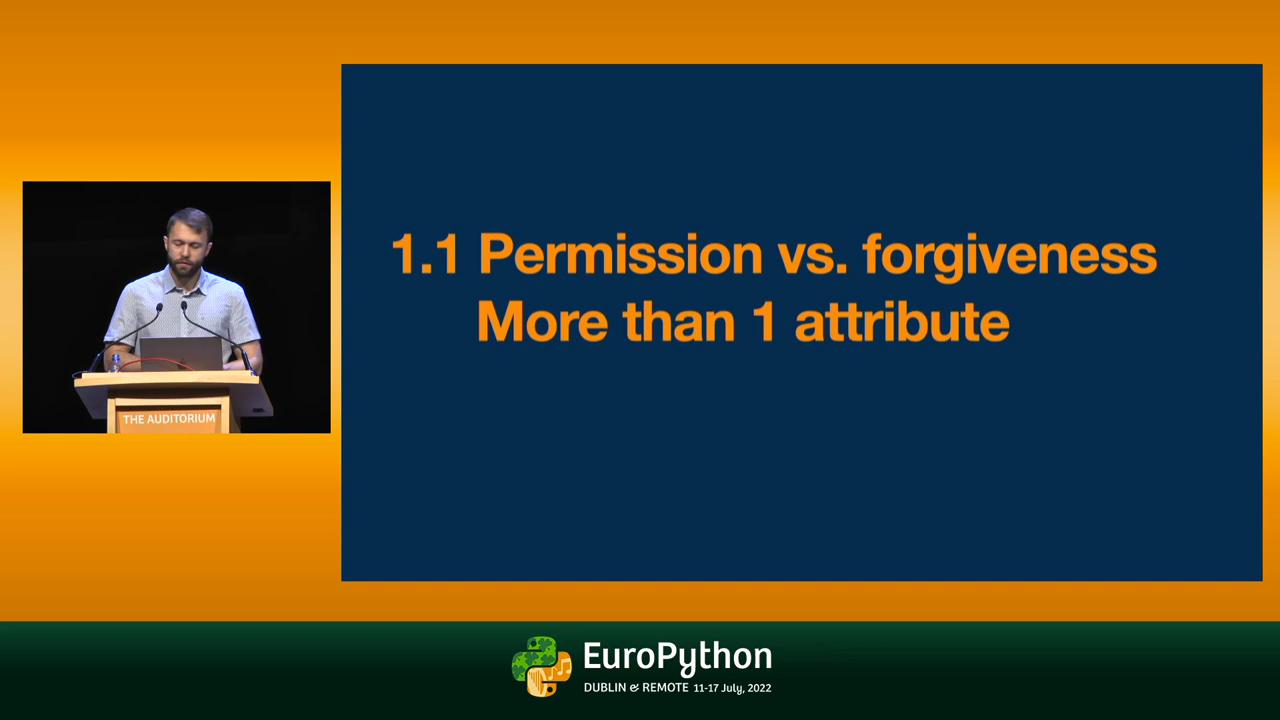 1.1 Permission vs. forgiveness
More than 1 attribute
THE AUDITORIUM
EuroPython
DUBLIN & REMOTE 11-17 July, 2022